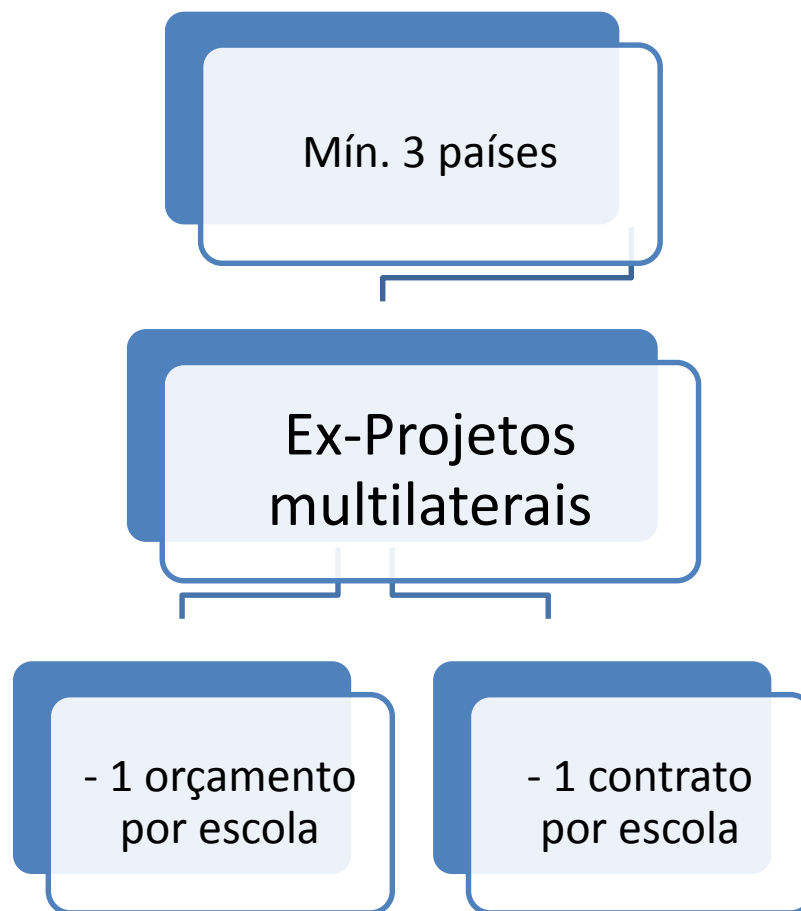 Mín. 3 países
Ex-Projetos
multilaterais
- 1 orçamento
por escola
- 1 contrato
por escola